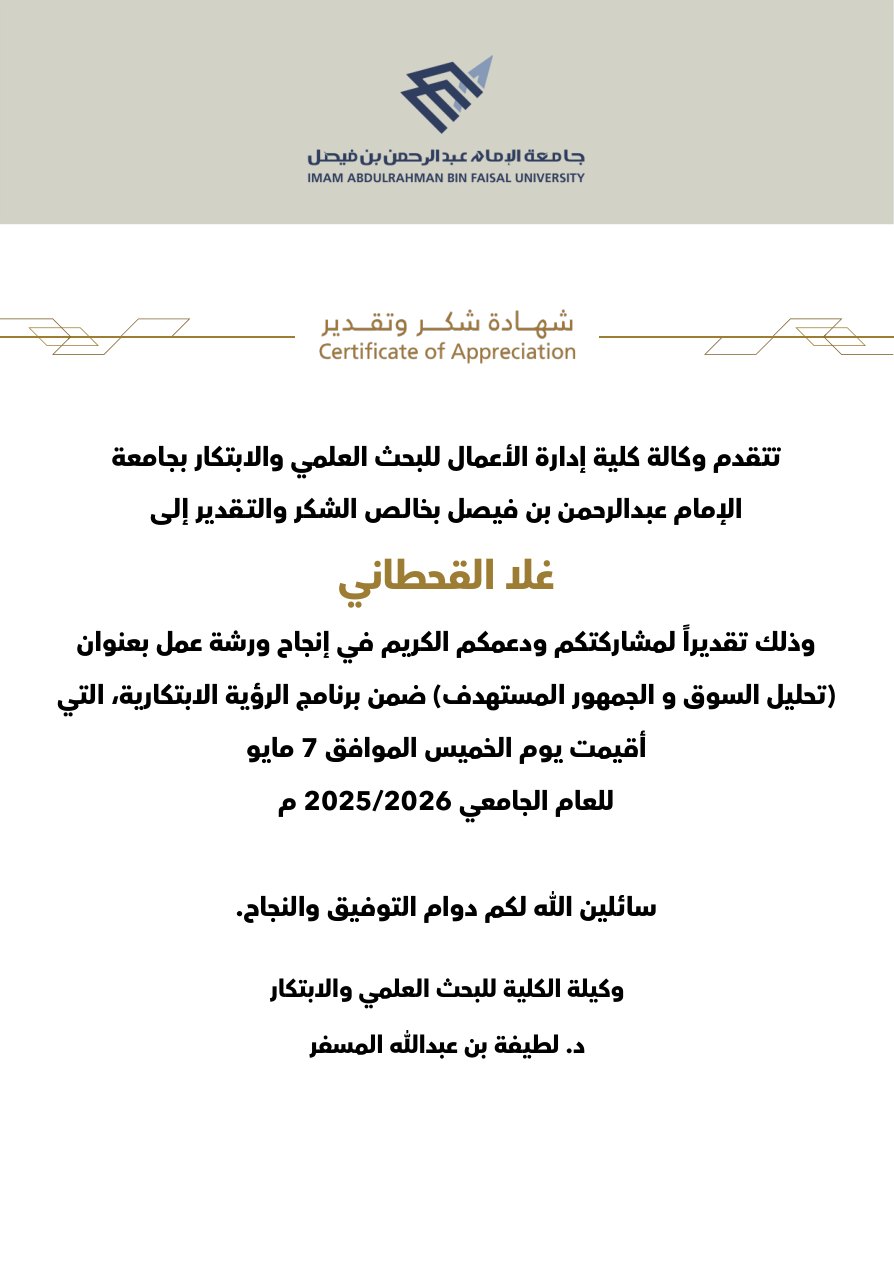 جامعة الإمام عبدالرحمن بن فيصل
IMAM ABDULRAHMAN BIN FAISAL UNIVERSITY
شهادة شكر وتقدير
Certificate of Appreciation
تتقدم وكالة كلية إدارة الأعمال للبحث العلمي والابتكار بجامعة
الإمام عبدالرحمن بن فيصل بخالص الشكر والتقدير إلى
غلا القحطاني
وذلك تقديراً لمشاركتكم ودعمكم الكريم في إنجاح ورشة عمل بعنوان
(تحليل السوق و الجمهور المستهدف) ضمن برنامج الرؤية الابتكارية، التي
أقيمت يوم الخميس الموافق 7 مايو
للعام الجامعي 2025/2026 م
سائلين الله لكم دوام التوفيق والنجاح.
وكيلة الكلية للبحث العلمي والابتكار
د. لطيفة بن عبدالله المسفر